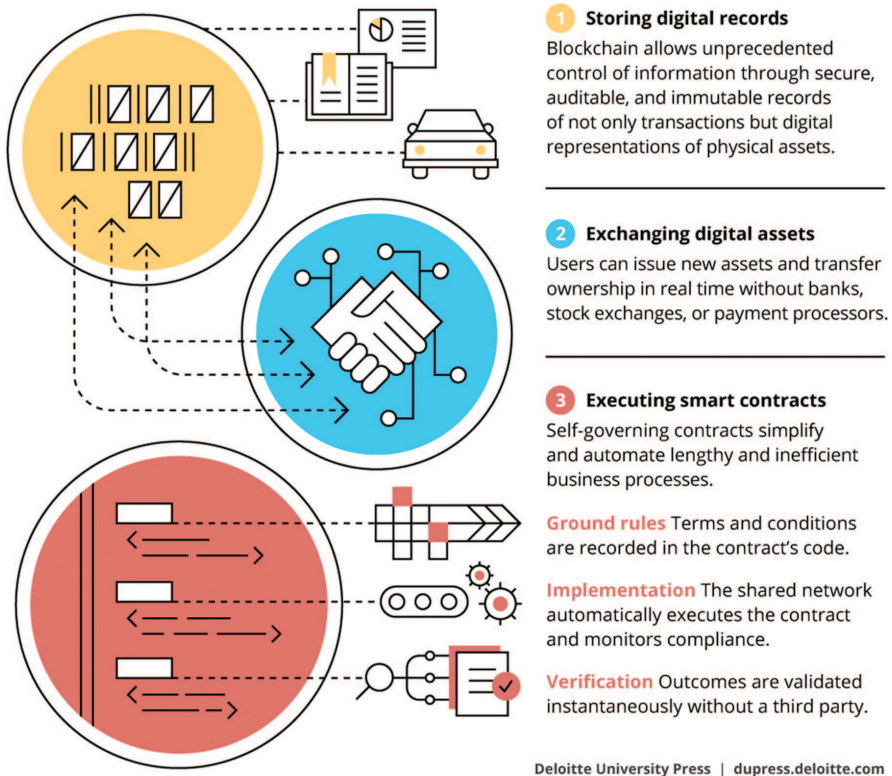 1 Storing digital records
Blockchain allows unprecedented
control of information through secure,
auditable, and immutable records
of not only transactions but digital
representations of physical assets.
2 Exchanging digital assets
Users can issue new assets and transfer
ownership in real time without banks,
stock exchanges, or payment processors.
3 Executing smart contracts
Self-governing contracts simplify
and automate lengthy and inefficient
business processes.
Ground rules Terms and conditions
are recorded in the contract’s code.
Implementation The shared network
automatically executes the contract
and monitors compliance.
Verification Outcomes are validated
instantaneously without a third party.
Deloitte University Press | dupress.deloitte.com